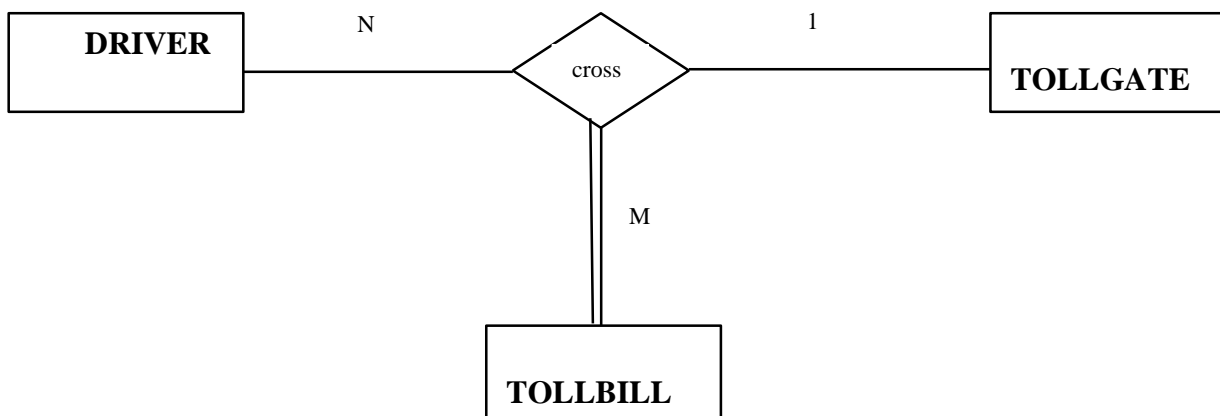 N
1
DRIVER
cross
TOLLGATE
M
TOLLBILL